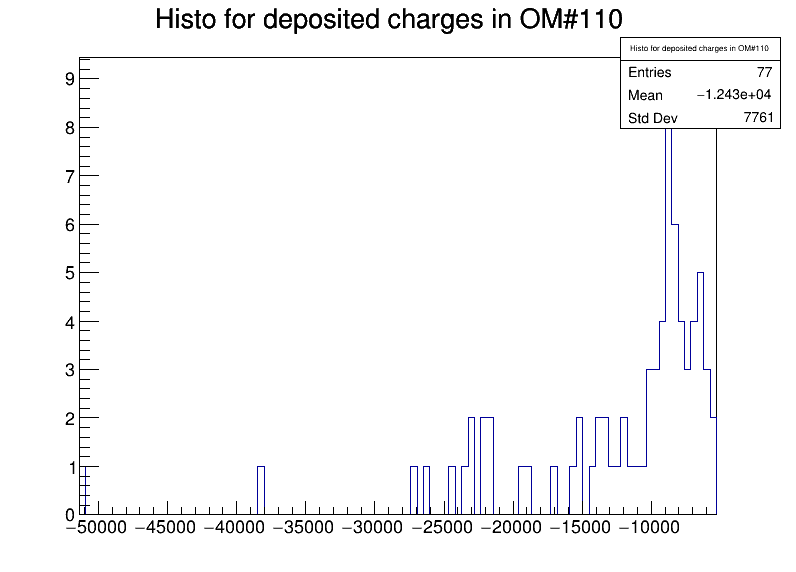 Histo for deposited charges in OM#110
Histo for deposited charges in OM#110
Entries 77
Mean −1.243e+04
Std Dev 7761
9
8
7
6
5
4
3
2
1
0
−50000 −45000 −40000 −35000 −30000 −25000 −20000 −15000 −10000